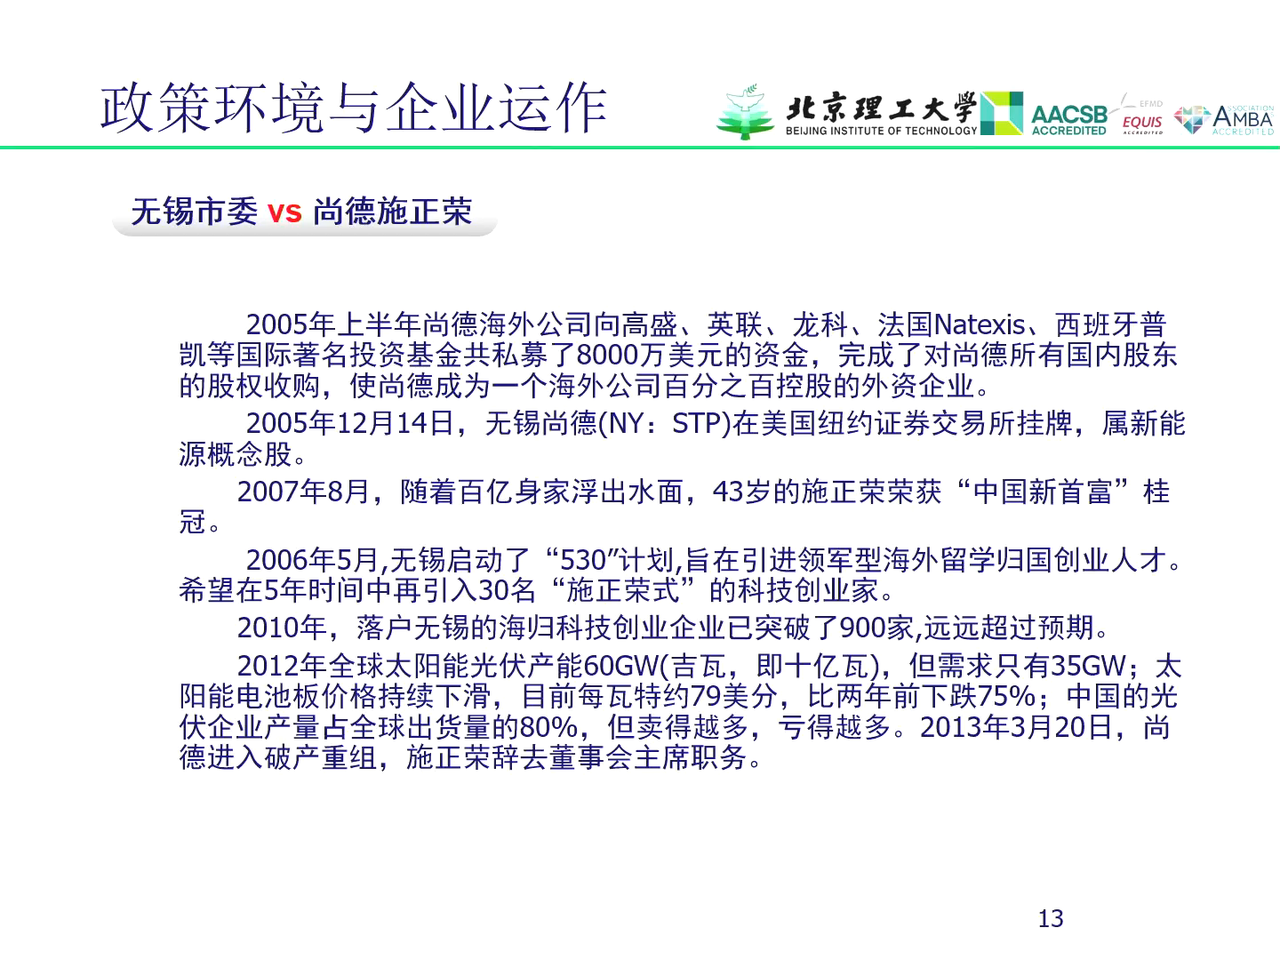 政策环境与企业运作
北京理工大学
BEIJING INSTITUTE OF TECHNOLOGY
AACSB
ACCREDITED
EFMD
EQUIS
ACCREDITED
ASSOCIATION
AMBA
ACCREDITED
无锡市委 vs 尚德施正荣
2005年上半年尚德海外公司向高盛、英联、龙科、法国Natexis、西班牙普
凯等国际著名投资基金共私募了8000万美元的资金，完成了对尚德所有国内股东
的股权收购，使尚德成为一个海外公司百分之百控股的外资企业。
2005年12月14日，无锡尚德(NY：STP)在美国纽约证券交易所挂牌，属新能
源概念股。
2007年8月，随着百亿身家浮出水面，43岁的施正荣荣获“中国新首富”桂
冠。
2006年5月,无锡启动了“530”计划,旨在引进领军型海外留学归国创业人才。
希望在5年时间中再引入30名“施正荣式”的科技创业家。
2010年，落户无锡的海归科技创业企业已突破了900家,远远超过预期。
2012年全球太阳能光伏产能60GW(吉瓦，即十亿瓦)，但需求只有35GW；太
阳能电池板价格持续下滑，目前每瓦特约79美分，比两年前下跌75%；中国的光
伏企业产量占全球出货量的80%，但卖得越多，亏得越多。2013年3月20日，尚
德进入破产重组，施正荣辞去董事会主席职务。
13